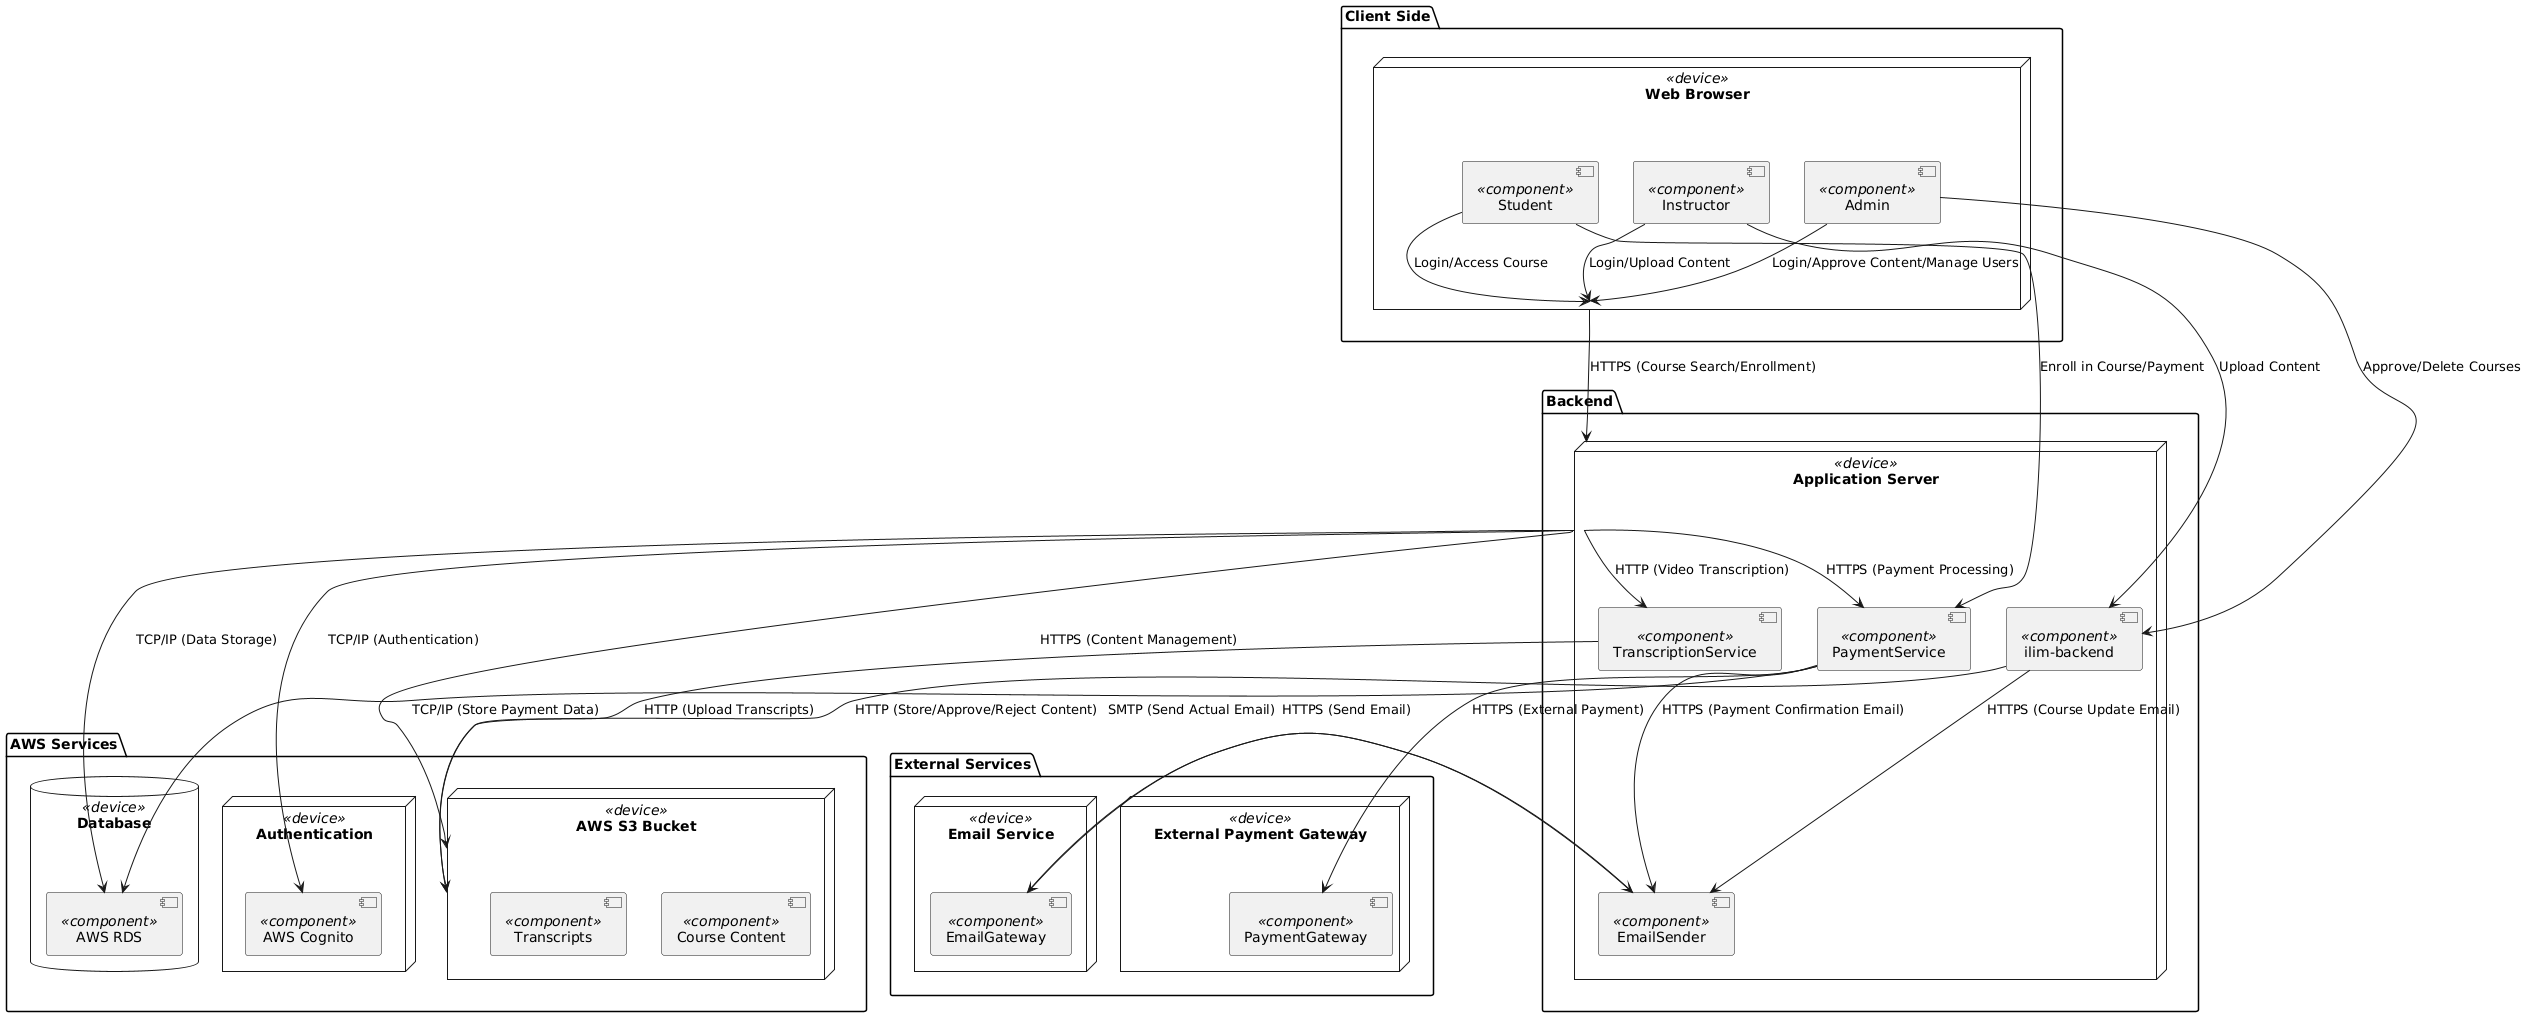 Client Side
«device»
Web Browser
«component»
Student
«component»
Instructor
«component»
Admin
Login/Access Course
Login/Upload Content
Login/Approve Content/Manage Users
HTTPS (Course Search/Enrollment)
Enroll in Course/Payment
Upload Content
Approve/Delete Courses
Backend
«device»
Application Server
HTTP (Video Transcription)
HTTPS (Payment Processing)
«component»
TranscriptionService
«component»
PaymentService
«component»
ilim-backend
TCP/IP (Data Storage)
TCP/IP (Authentication)
HTTPS (Content Management)
TCP/IP (Store Payment Data)
HTTP (Upload Transcripts)
HTTP (Store/Approve/Reject Content)
SMTP (Send Actual Email)
HTTPS (Send Email)
HTTPS (External Payment)
HTTPS (Payment Confirmation Email)
HTTPS (Course Update Email)
AWS Services
«device»
Database
«component»
AWS RDS
«device»
Authentication
«component»
AWS Cognito
«device»
AWS S3 Bucket
«component»
Transcripts
«component»
Course Content
External Services
«device»
Email Service
«component»
EmailGateway
«device»
External Payment Gateway
«component»
PaymentGateway
«component»
EmailSender